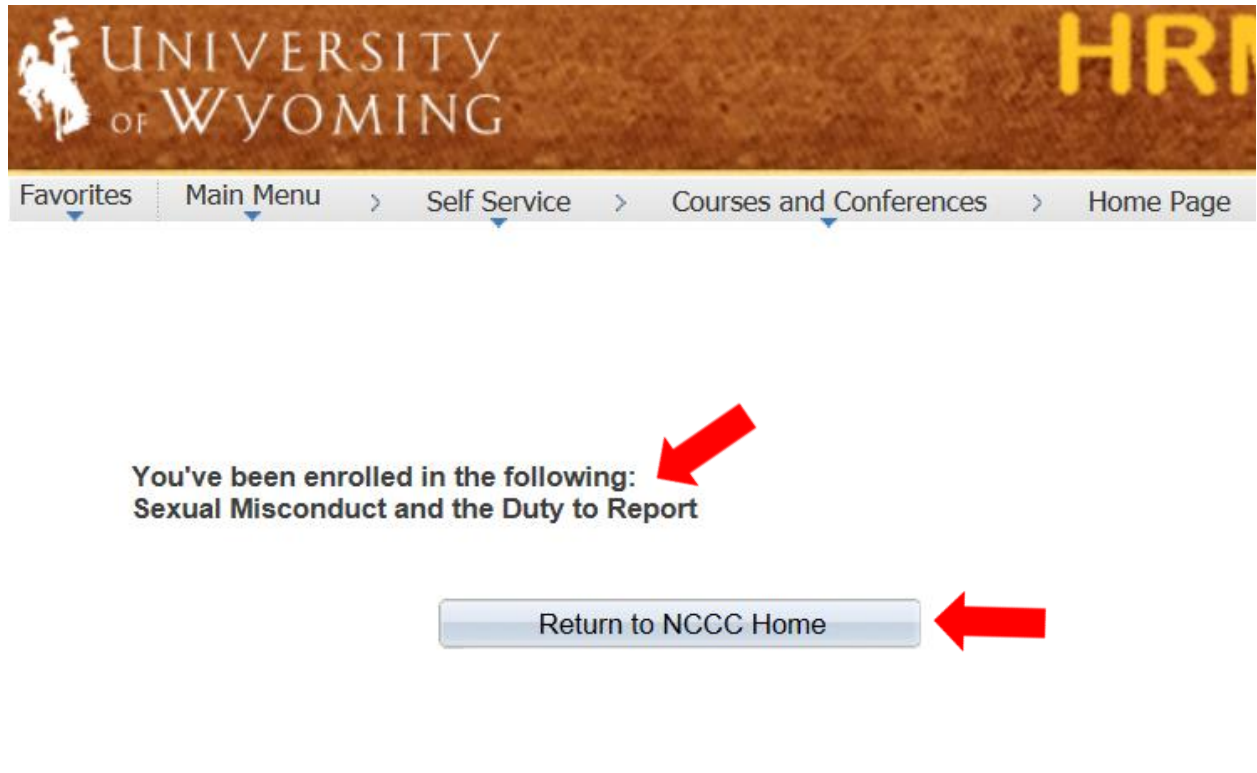 UNIVERSITY
OF WYOMING
HRM
Favorites Main Menu > Self Service > Courses and Conferences > Home Page
You've been enrolled in the following:
Sexual Misconduct and the Duty to Report
Return to NCCC Home